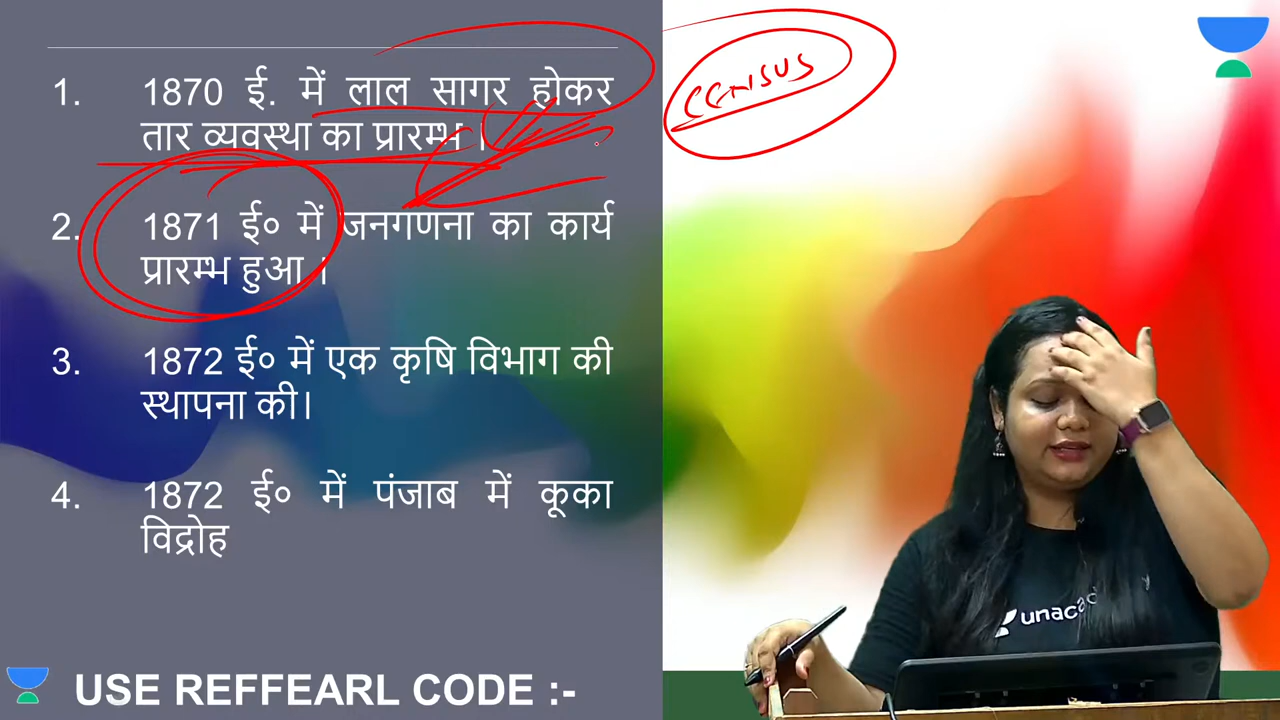 1. 1870 ई. में लाल सागर होकर
तार व्यवस्था का प्रारम्भ ।
2. 1871 ई० में जनगणना का कार्य
प्रारम्भ हुआ ।
3. 1872 ई० में एक कृषि विभाग की
स्थापना की।
4. 1872 ई० में पंजाब में कूका
विद्रोह
USE REFFEARL CODE :-
CENSUS
unacad